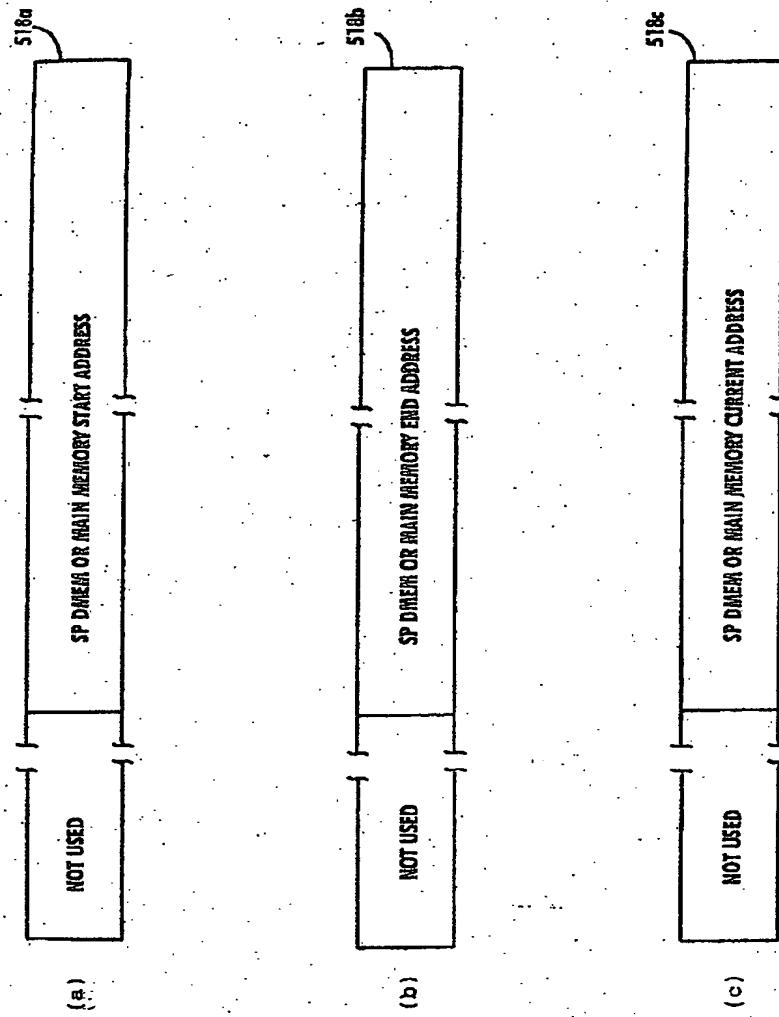 518a
(a)
NOT USED
SP DMEM OR MAIN MEMORY START ADDRESS
518b
(b)
NOT USED
SP DMEM OR MAIN MEMORY END ADDRESS
518c
(c)
NOT USED
SP DMEM OR MAIN MEMORY CURRENT ADDRESS